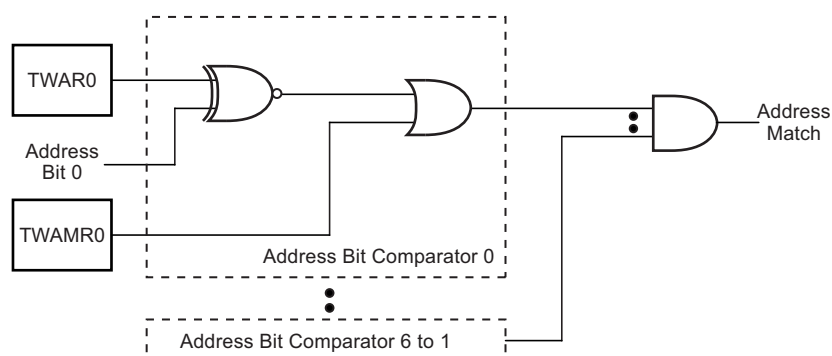 TWAR0
Address
Bit 0
TWAMR0
Address Bit Comparator 0
Address
Match
Address Bit Comparator 6 to 1